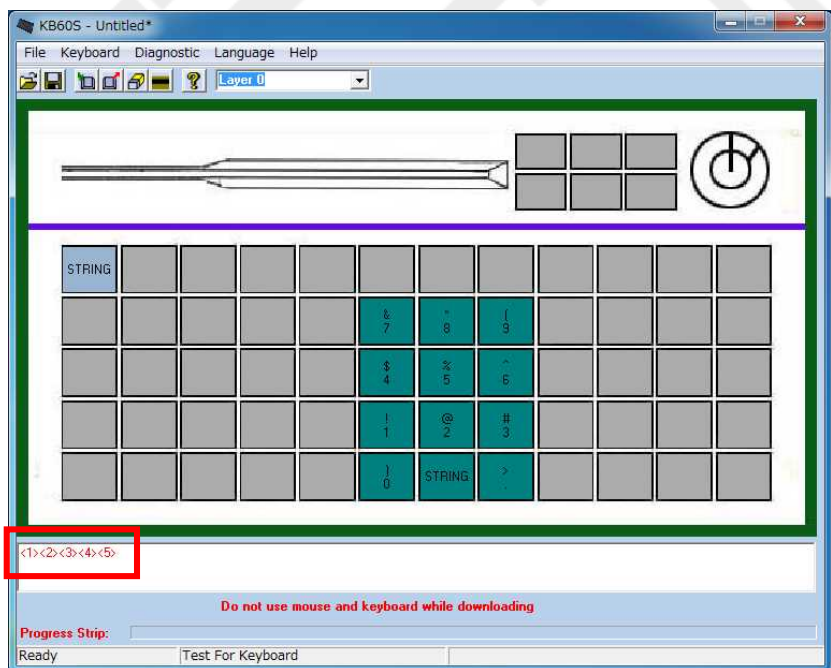 KB60S - Untitled*
File Keyboard Diagnostic Language Help
Layer 0
STRING
& * (
7 8 9
$ % ^
4 5 6
! @ #
1 2 3
) STRING >
0 .
<1><2><3><4><5>
Do not use mouse and keyboard while downloading
Progress Strip:
Ready Test For Keyboard